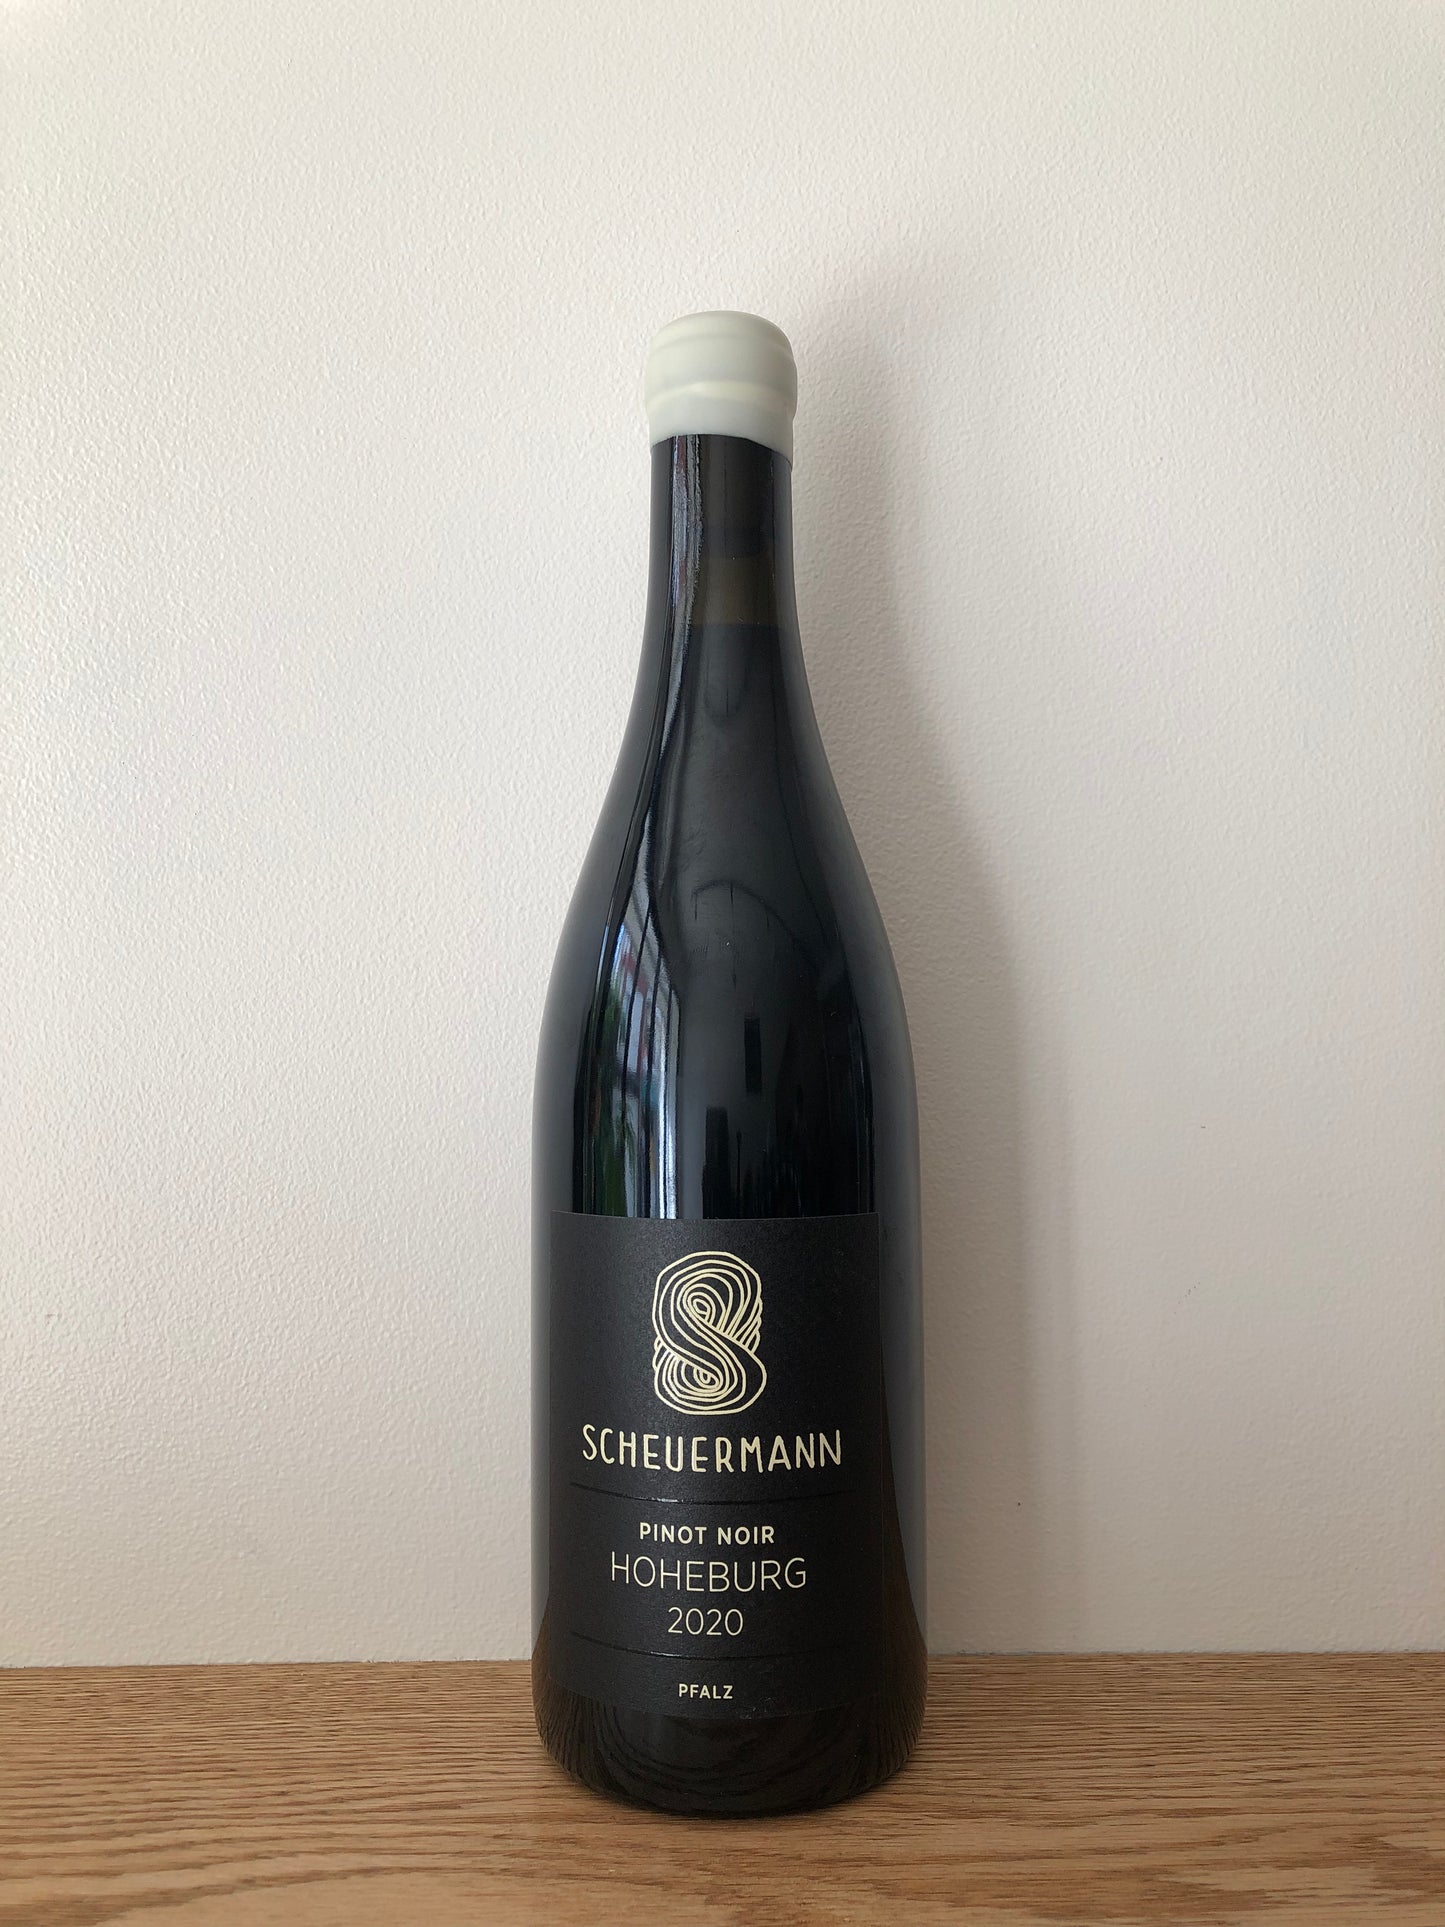 SCHEUERMANN
PINOT NOIR
HOHEBURG
2020
PFALZ